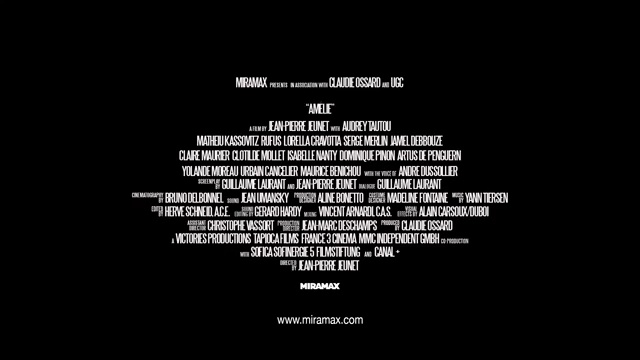 MIRAMAX PRESENTS IN ASSOCIATION WITH CLAUDIE OSSARD AND UGC
"AMELIE"
A FILM BY JEAN-PIERRE JEUNET WITH AUDREY TAUTOU
MATHIEU KASSOVITZ RUFUS LORELLA CRAVOTTA SERGE MERLIN JAMEL DEBBOUZE
CLAIRE MAURIER CLOTILDE MOLLET ISABELLE NANTY DOMINIQUE PINON ARTUS DE PENGUERN
YOLANDE MOREAU URBAIN CANCELIER MAURICE BENICHOU WITH THE VOICE OF ANDRE DUSSOLLIER
SCREENPLAY BY GUILLAUME LAURANT AND JEAN-PIERRE JEUNET DIALOGUE GUILLAUME LAURANT
CINEMATOGRAPHY BY BRUNO DELBONNEL SOUND JEAN UMANSKY PRODUCTION DESIGNER ALINE BONETTO COSTUME DESIGNER MADELINE FONTAINE MUSIC BY YANN TIERSEN
EDITED BY HERVE SCHNEID, A.C.E. SOUND EDITING BY GERARD HARDY MIXING VINCENT ARNARDI, C.A.S. VISUAL EFFECTS BY ALAIN CARSOUX/DUBOI
ASSISTANT DIRECTOR CHRISTOPHE VASSORT PRODUCTION DIRECTOR JEAN-MARC DESCHAMPS PRODUCED BY CLAUDIE OSSARD
A VICTORIES PRODUCTIONS TAPIOCA FILMS FRANCE 3 CINEMA MMC INDEPENDENT GMBH CO-PRODUCTION
WITH SOFICA SOFINERGIE 5 FILMSTIFTUNG AND CANAL +
DIRECTED BY JEAN-PIERRE JEUNET
MIRAMAX
www.miramax.com